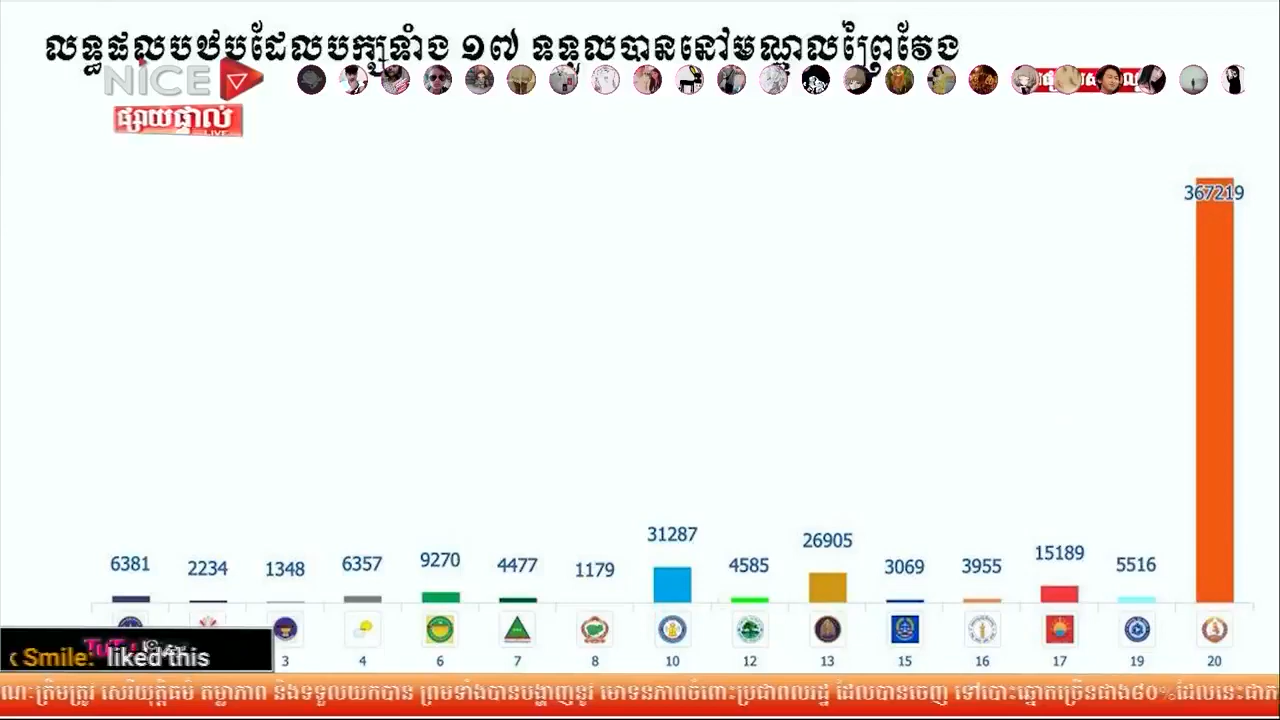 លទ្ធផលបឋមដែលបក្សទាំង ១៧ ទទួលបាននៅមណ្ឌលព្រៃវែង
NICE
ផ្សាយផ្ទាល់
LIVE
367219
6381 2234 1348 6357 9270 4477 1179 31287 4585 26905 3069 3955 15189 5516
3 4 6 7 8 10 12 13 15 16 17 19 20
Smile: liked this
ណៈត្រឹមត្រូវ សេរីយុត្តិធម៌ តម្លាភាព និងទទួលយកបាន ព្រមទាំងបានបង្ហាញនូវ មោទនភាពចំពោះប្រជាពលរដ្ឋ ដែលបានចេញ ទៅបោះឆ្នោតច្រើនជាង៨០%ដែលនេះជាភ